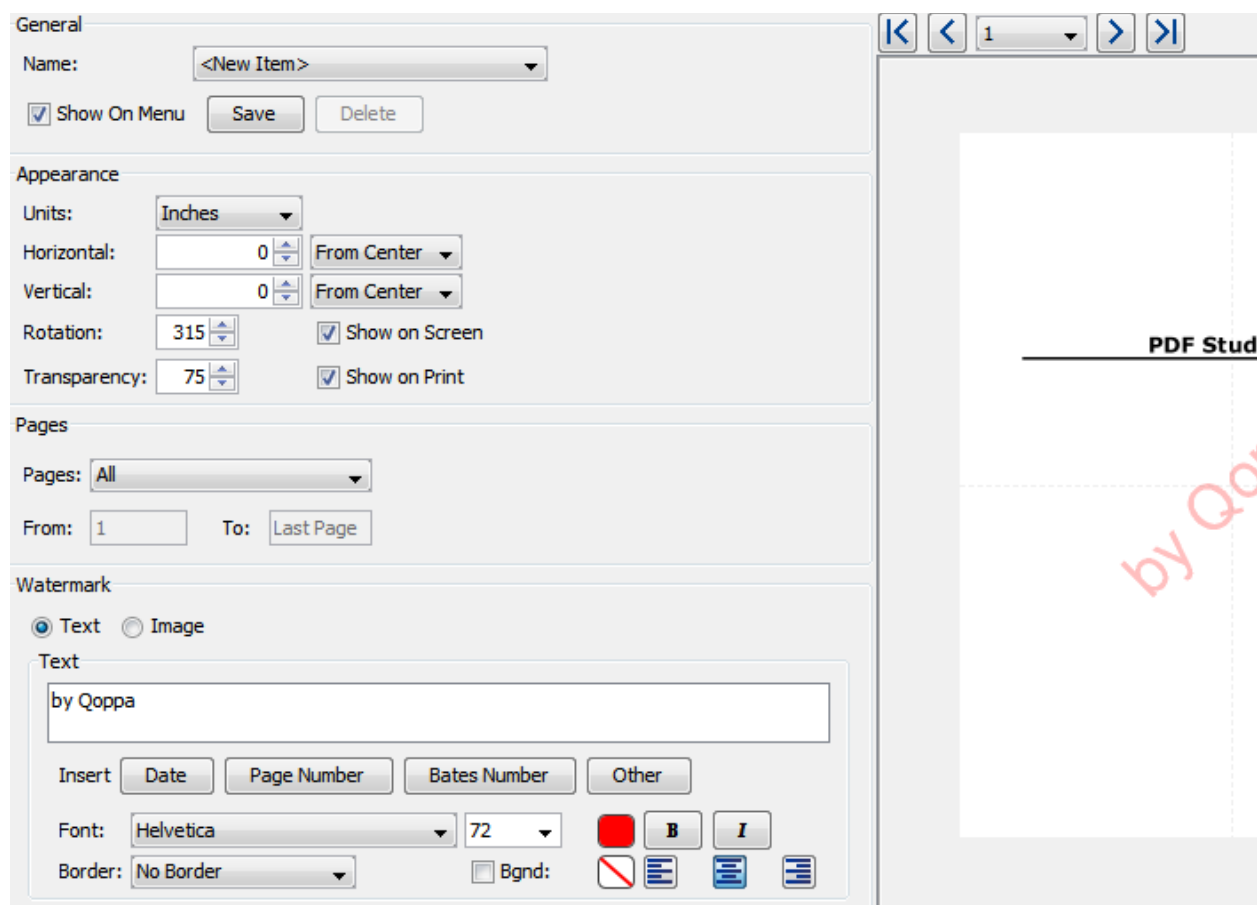 General
Name: <New Item>
Show On Menu Save Delete
1
Appearance
Units: Inches
Horizontal: 0 From Center
Vertical: 0 From Center
Rotation: 315 Show on Screen
Transparency: 75 Show on Print
Pages
Pages: All
From: 1 To: Last Page
Watermark
Text Image
Text
by Qoppa
Insert Date Page Number Bates Number Other
Font: Helvetica 72 B I
Border: No Border Bgnd:
PDF Stud
by Qop